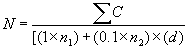 N = ∑C / [(1×n₁)+(0.1×n₂)×(d)